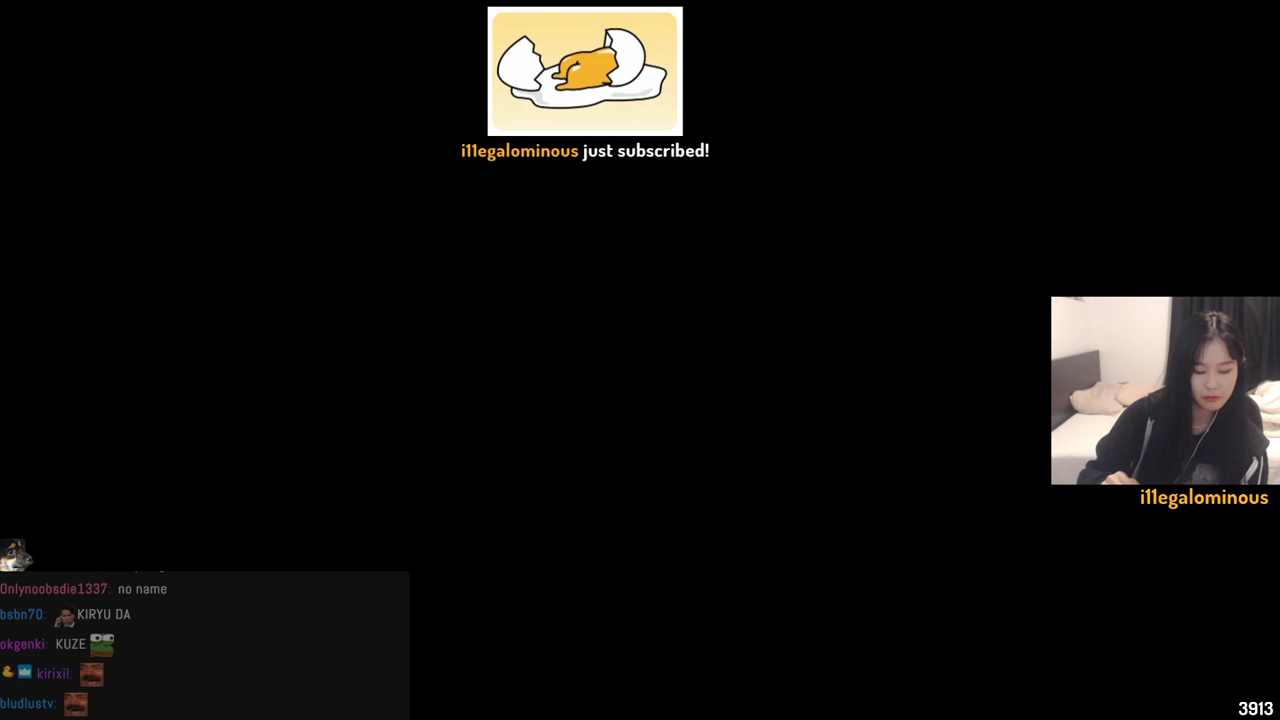 i11egalominous just subscribed!
i11egalominous
Onlynoobsdie1337: no name
bsbn70: KIRYU DA
okgenki: KUZE
kirixil:
bludlustv:
3913